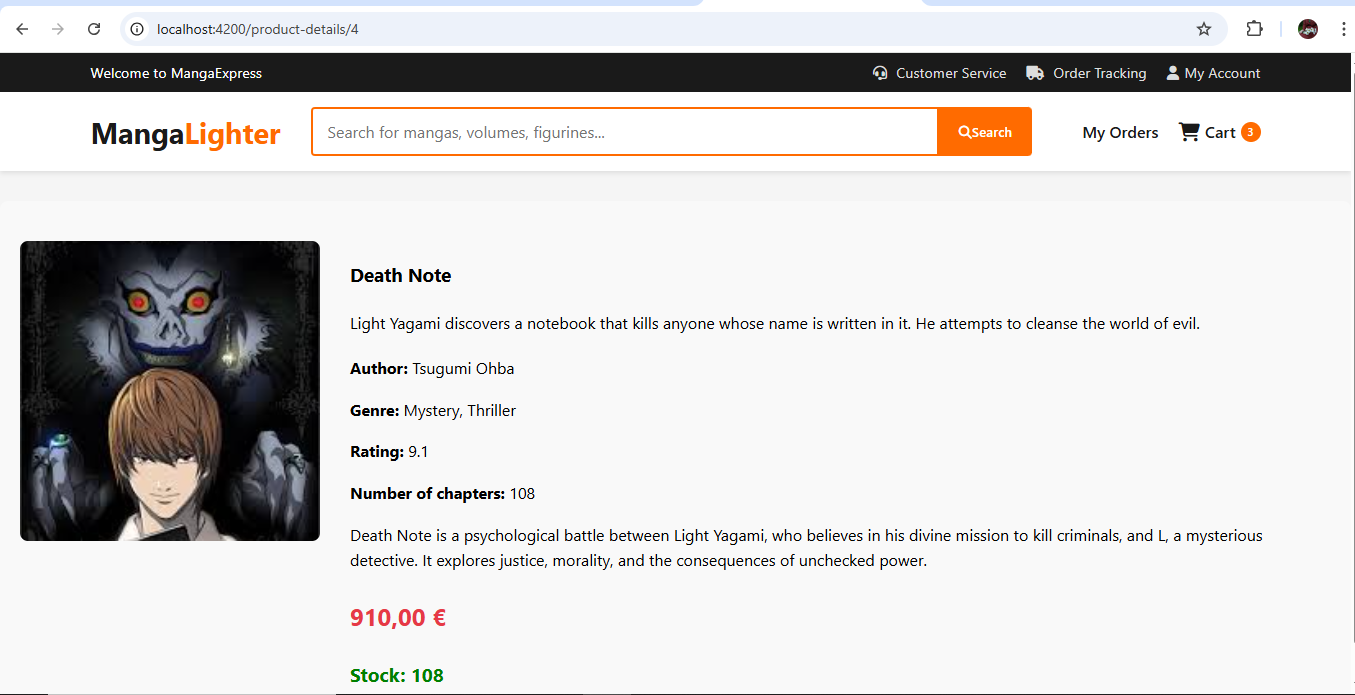 localhost:4200/product-details/4
Welcome to MangaExpress
Customer Service
Order Tracking
My Account
MangaLighter
Search for mangas, volumes, figurines...
Search
My Orders
Cart 3
Death Note
Light Yagami discovers a notebook that kills anyone whose name is written in it. He attempts to cleanse the world of evil.
Author: Tsugumi Ohba
Genre: Mystery, Thriller
Rating: 9.1
Number of chapters: 108
Death Note is a psychological battle between Light Yagami, who believes in his divine mission to kill criminals, and L, a mysterious
detective. It explores justice, morality, and the consequences of unchecked power.
910,00 €
Stock: 108